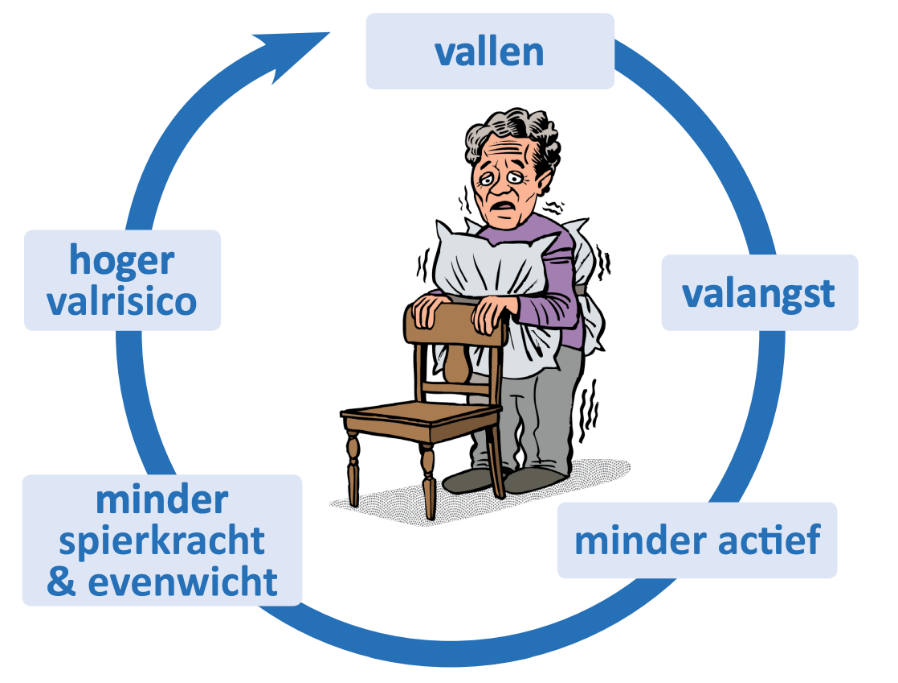 vallen
valangst
minder actief
minder
spierkracht
& evenwicht
hoger
valrisico